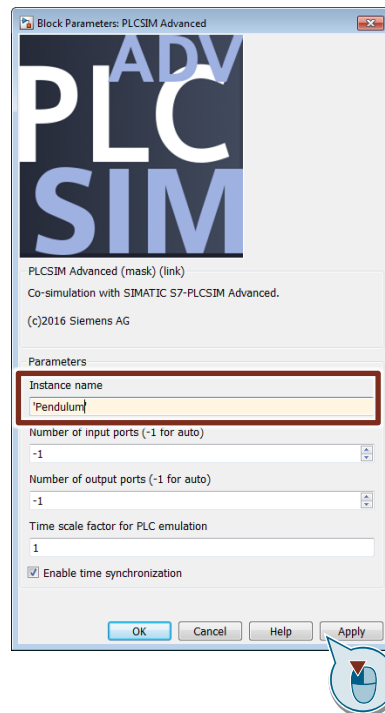 Block Parameters: PLCSIM Advanced
ADV
PLC
SIM
PLCSIM Advanced (mask) (link)
Co-simulation with SIMATIC S7-PLCSIM Advanced.
(c)2016 Siemens AG
Parameters
Instance name
'Pendulum'
Number of input ports (-1 for auto)
-1
Number of output ports (-1 for auto)
-1
Time scale factor for PLC emulation
1
Enable time synchronization
OK Cancel Help Apply